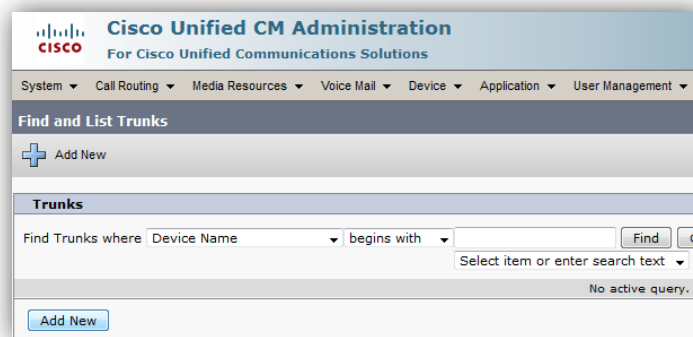 CISCO
Cisco Unified CM Administration
For Cisco Unified Communications Solutions
System Call Routing Media Resources Voice Mail Device Application User Management
Find and List Trunks
Add New
Trunks
Find Trunks where Device Name begins with Find
Select item or enter search text
No active query.
Add New